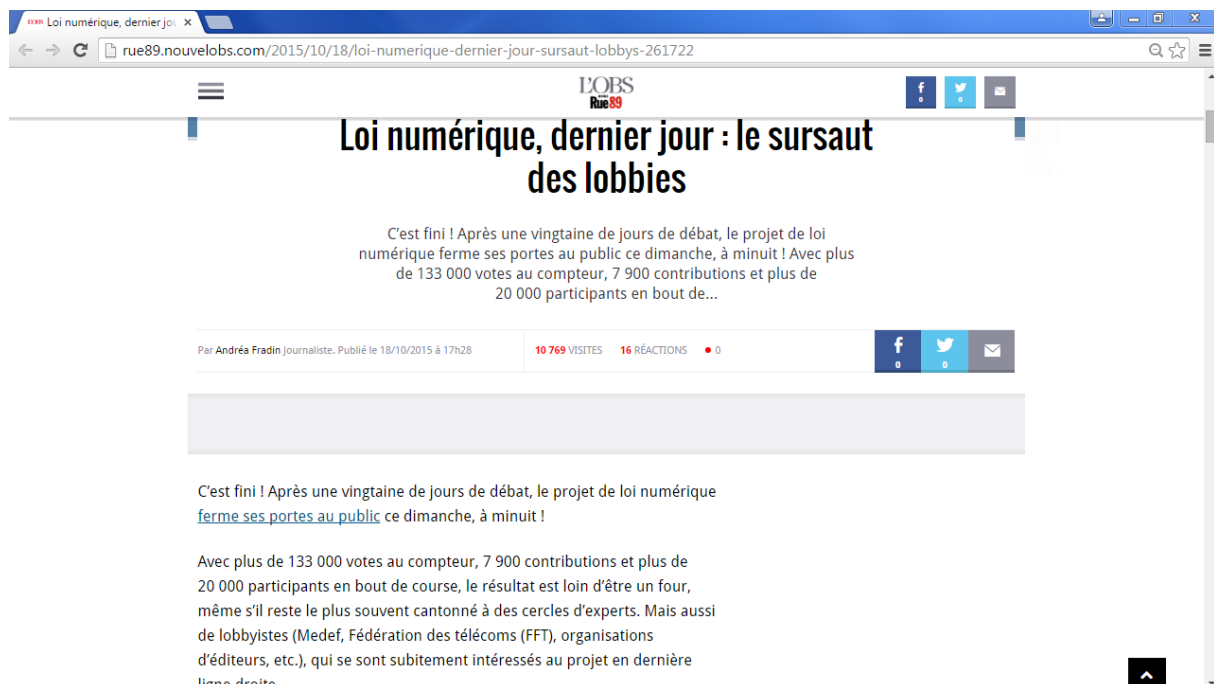 L'OBS Loi numérique, dernier jou
rue89.nouvelobs.com/2015/10/18/loi-numerique-dernier-jour-sursaut-lobbys-261722
L'OBS
Rue89
f
0
0
Loi numérique, dernier jour : le sursaut
des lobbies
C'est fini ! Après une vingtaine de jours de débat, le projet de loi
numérique ferme ses portes au public ce dimanche, à minuit ! Avec plus
de 133 000 votes au compteur, 7 900 contributions et plus de
20 000 participants en bout de...
Par Andréa Fradin Journaliste. Publié le 18/10/2015 à 17h28
10 769 VISITES 16 RÉACTIONS 0
f
0
0
C'est fini ! Après une vingtaine de jours de débat, le projet de loi numérique
ferme ses portes au public ce dimanche, à minuit !
Avec plus de 133 000 votes au compteur, 7 900 contributions et plus de
20 000 participants en bout de course, le résultat est loin d'être un four,
même s'il reste le plus souvent cantonné à des cercles d'experts. Mais aussi
de lobbyistes (Medef, Fédération des télécoms (FFT), organisations
d'éditeurs, etc.), qui se sont subitement intéressés au projet en dernière
ligne droite